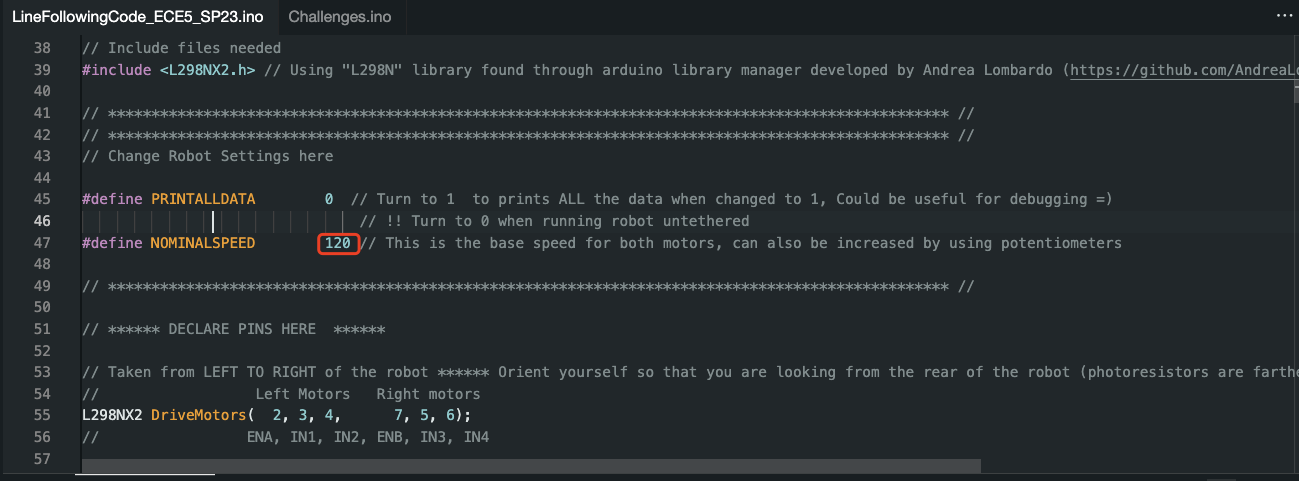 LineFollowingCode_ECE5_SP23.ino Challenges.ino ...
38 // Include files needed
39 #include <L298NX2.h> // Using "L298N" library found through arduino library manager developed by Andrea Lombardo (https://github.com/AndreaLo
40
41 // ************************************************************************************************* //
42 // ************************************************************************************************* //
43 // Change Robot Settings here
44
45 #define PRINTALLDATA 0 // Turn to 1 to prints ALL the data when changed to 1, Could be useful for debugging =)
46 // !! Turn to 0 when running robot untethered
47 #define NOMINALSPEED 120 // This is the base speed for both motors, can also be increased by using potentiometers
48
49 // ************************************************************************************************* //
50
51 // ****** DECLARE PINS HERE ******
52
53 // Taken from LEFT TO RIGHT of the robot ****** Orient yourself so that you are looking from the rear of the robot (photoresistors are farthe
54 // Left Motors Right motors
55 L298NX2 DriveMotors( 2, 3, 4, 7, 5, 6);
56 // ENA, IN1, IN2, ENB, IN3, IN4
57